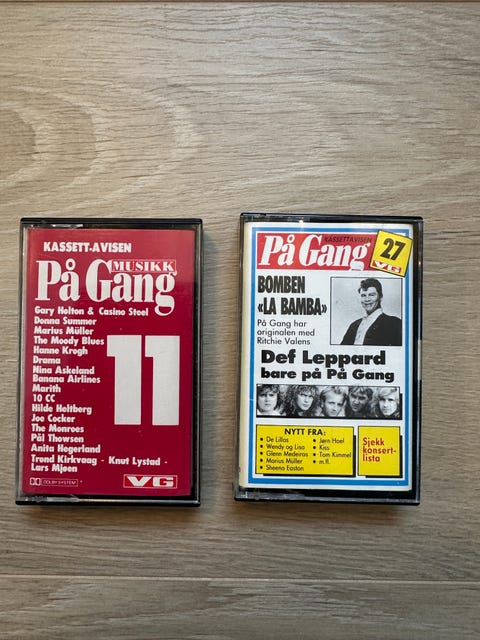 KASSETT-AVISEN
På Gang
MUSIKK
Gary Holton & Casino Steel
Donna Summer
Marius Müller
The Moody Blues
Hanne Krogh
Drama
Nina Askeland
Banana Airlines
Marith
10 CC
Hilde Heltberg
Joe Cocker
The Monroes
Pål Thowsen
Anita Hegerland
Trond Kirkvaag - Knut Lystad -
Lars Mjøen
11
DOLBY SYSTEM
VG
KASSETTAVISEN
På Gang
27
VG
BOMBEN
«LA BAMBA»
På Gang har
originalen med
Ritchie Valens
Def Leppard
bare på På Gang
NYTT FRA:
• De Lillos
• Wendy og Lisa
• Glenn Medeiros
• Marius Müller
• Sheena Easton
• Jørn Hoel
• Kiss
• Tom Kimmel
• m.fl.
Sjekk
konsert-
lista